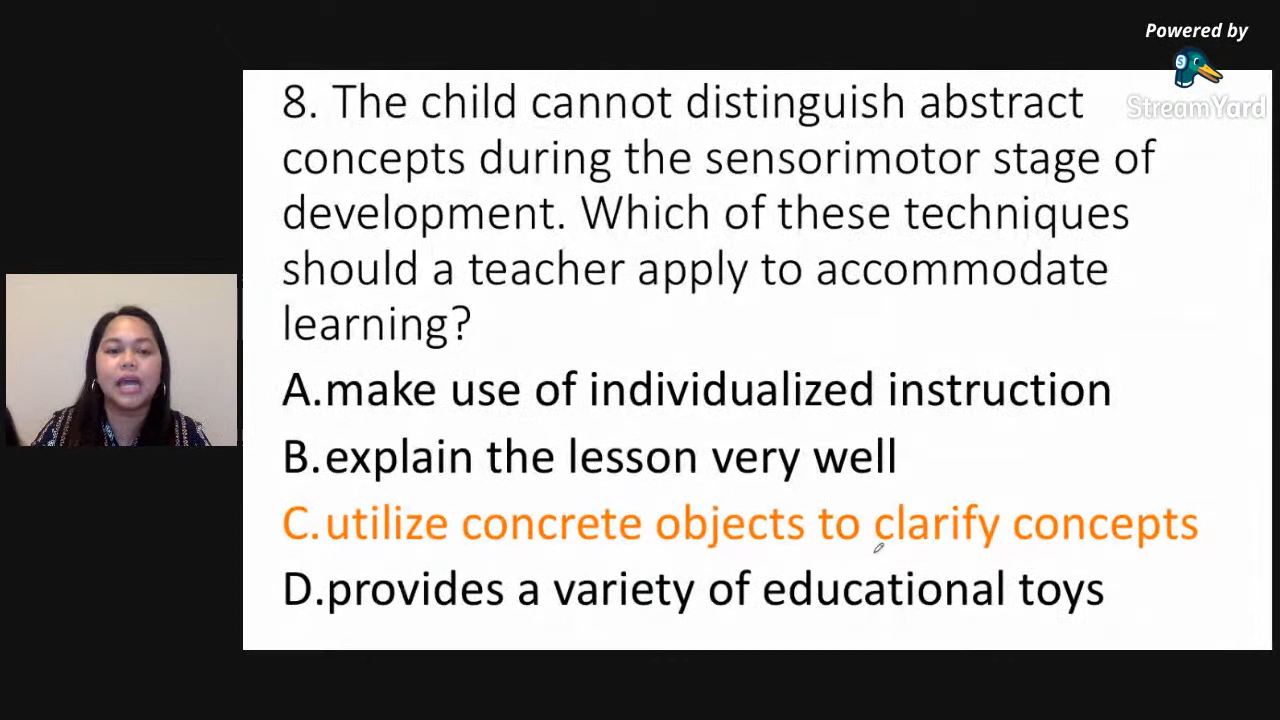 Powered by
StreamYard
8. The child cannot distinguish abstract
concepts during the sensorimotor stage of
development. Which of these techniques
should a teacher apply to accommodate
learning?
A.make use of individualized instruction
B.explain the lesson very well
C.utilize concrete objects to clarify concepts
D.provides a variety of educational toys